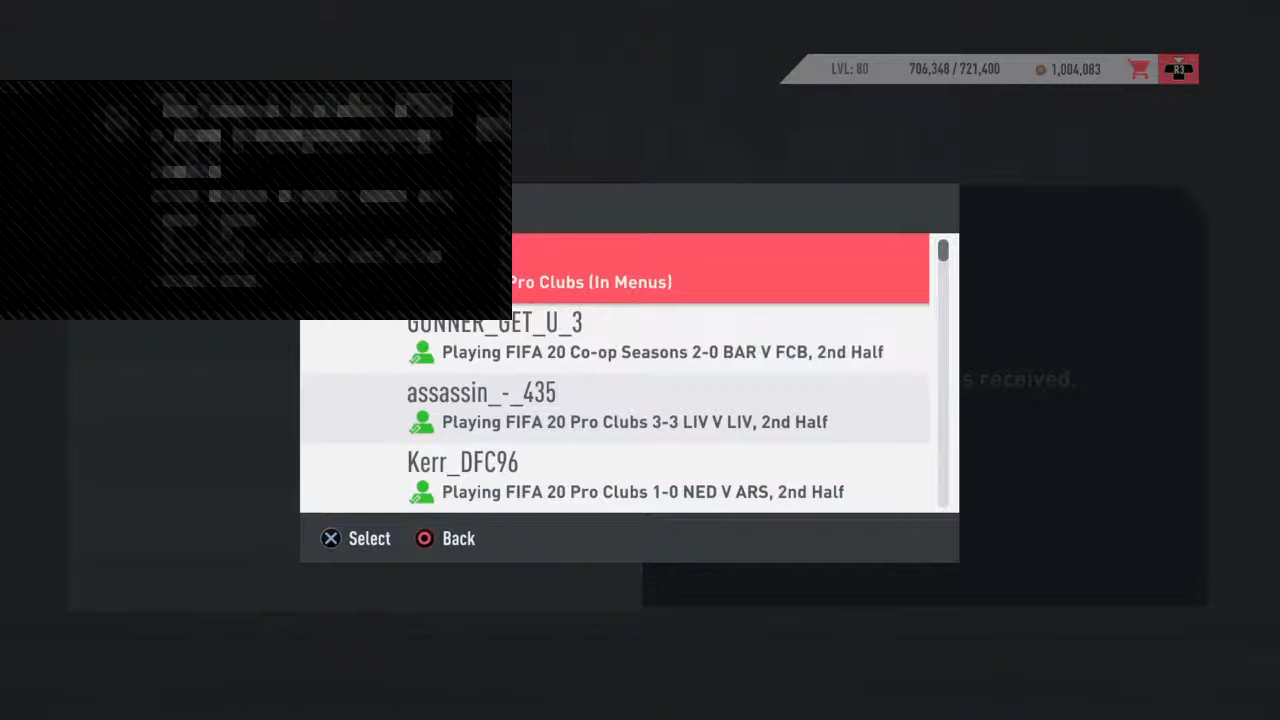 LVL: 80 706,348 / 721,400 1,004,083 R3
Pro Clubs (In Menus)
GUNNER_GET_U_3
Playing FIFA 20 Co-op Seasons 2-0 BAR V FCB, 2nd Half
assassin_-_435
Playing FIFA 20 Pro Clubs 3-3 LIV V LIV, 2nd Half
s received.
Kerr_DFC96
Playing FIFA 20 Pro Clubs 1-0 NED V ARS, 2nd Half
Select Back